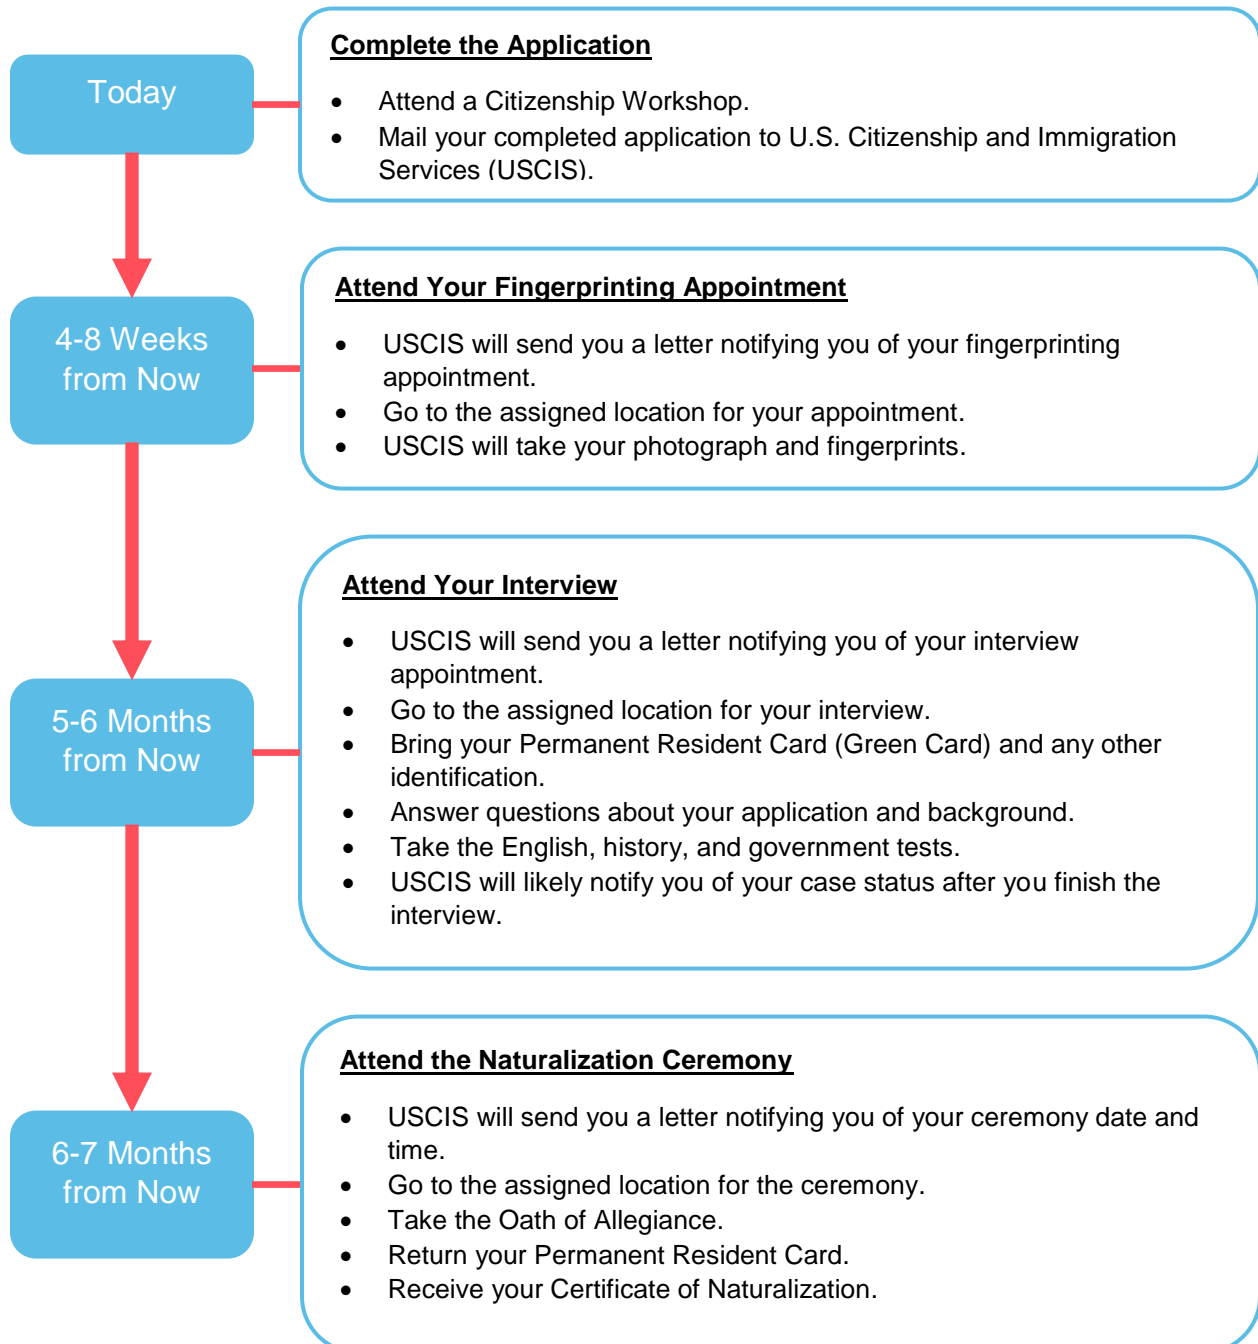 Today
Complete the Application
• Attend a Citizenship Workshop.
• Mail your completed application to U.S. Citizenship and Immigration
Services (USCIS).
4-8 Weeks
from Now
Attend Your Fingerprinting Appointment
• USCIS will send you a letter notifying you of your fingerprinting
appointment.
• Go to the assigned location for your appointment.
• USCIS will take your photograph and fingerprints.
5-6 Months
from Now
Attend Your Interview
• USCIS will send you a letter notifying you of your interview
appointment.
• Go to the assigned location for your interview.
• Bring your Permanent Resident Card (Green Card) and any other
identification.
• Answer questions about your application and background.
• Take the English, history, and government tests.
• USCIS will likely notify you of your case status after you finish the
interview.
6-7 Months
from Now
Attend the Naturalization Ceremony
• USCIS will send you a letter notifying you of your ceremony date and
time.
• Go to the assigned location for the ceremony.
• Take the Oath of Allegiance.
• Return your Permanent Resident Card.
• Receive your Certificate of Naturalization.